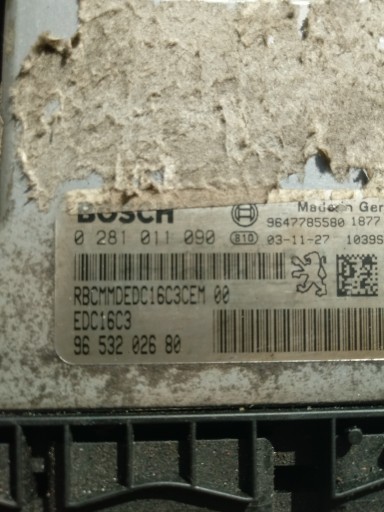 BOSCH
Made in Ger
9647785580 1877
0 281 011 090
810 03-11-27 1039S
RBCMMDEDC16C3CEM 00
EDC16C3
96 532 026 80